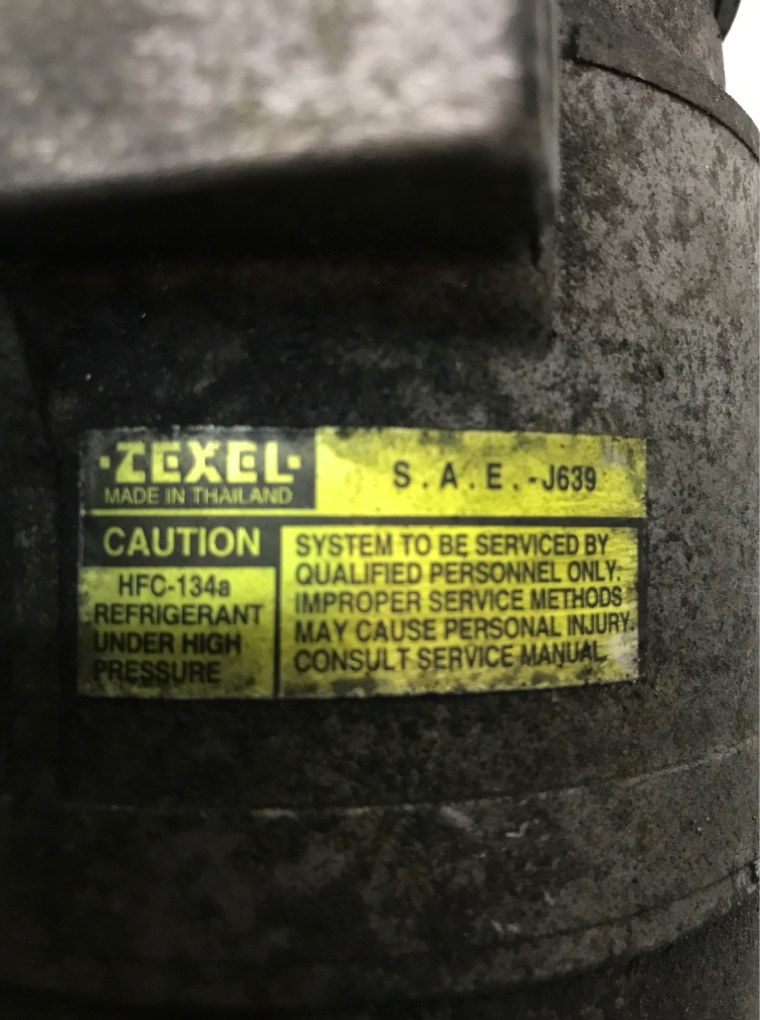 ·ZEXEL·
MADE IN THAILAND
S.A.E.-J639
CAUTION
HFC-134a
REFRIGERANT
UNDER HIGH
PRESSURE
SYSTEM TO BE SERVICED BY
QUALIFIED PERSONNEL ONLY.
IMPROPER SERVICE METHODS
MAY CAUSE PERSONAL INJURY.
CONSULT SERVICE MANUAL.